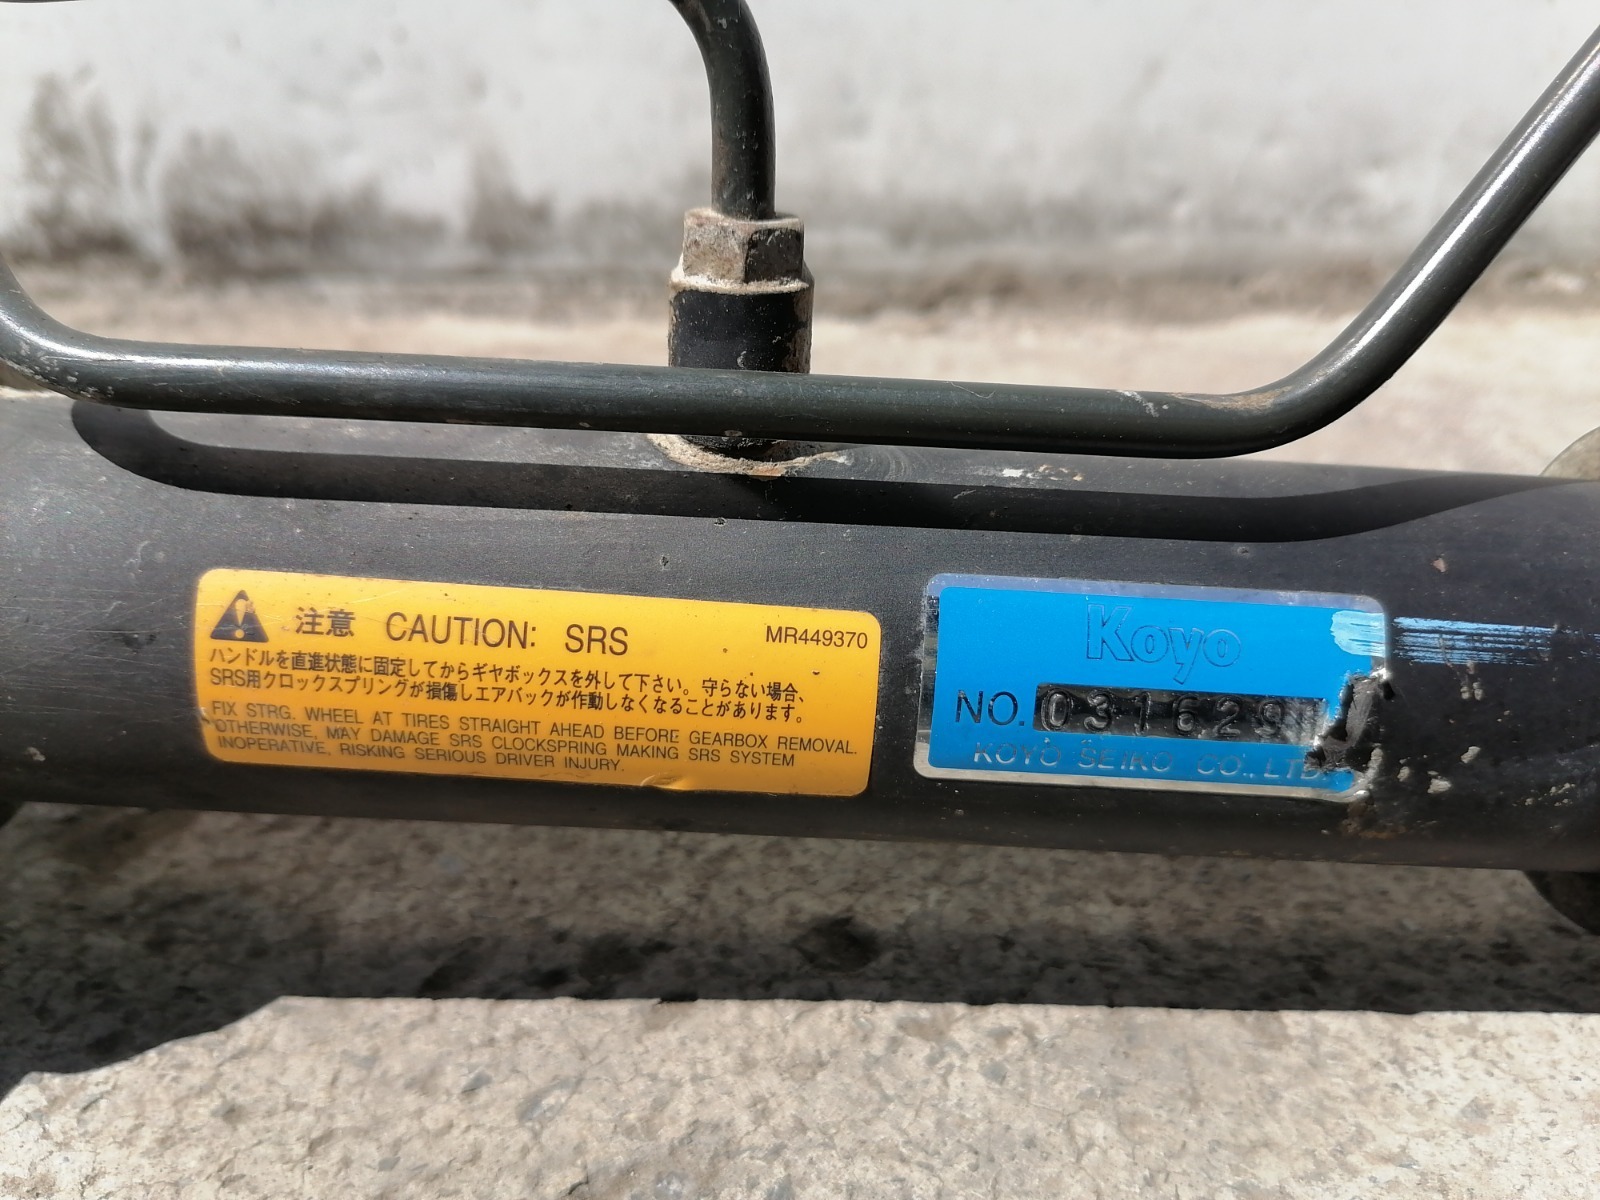 注意 CAUTION: SRS MR449370
ハンドルを直進状態に固定してからギヤボックスを外して下さい。守らない場合、
SRS用クロックスプリングが損傷しエアバックが作動しなくなることがあります。
FIX STRG. WHEEL AT TIRES STRAIGHT AHEAD BEFORE GEARBOX REMOVAL.
OTHERWISE, MAY DAMAGE SRS CLOCKSPRING MAKING SRS SYSTEM
INOPERATIVE, RISKING SERIOUS DRIVER INJURY.
Koyo
NO. 031629
KOYO SEIKO CO., LTD.